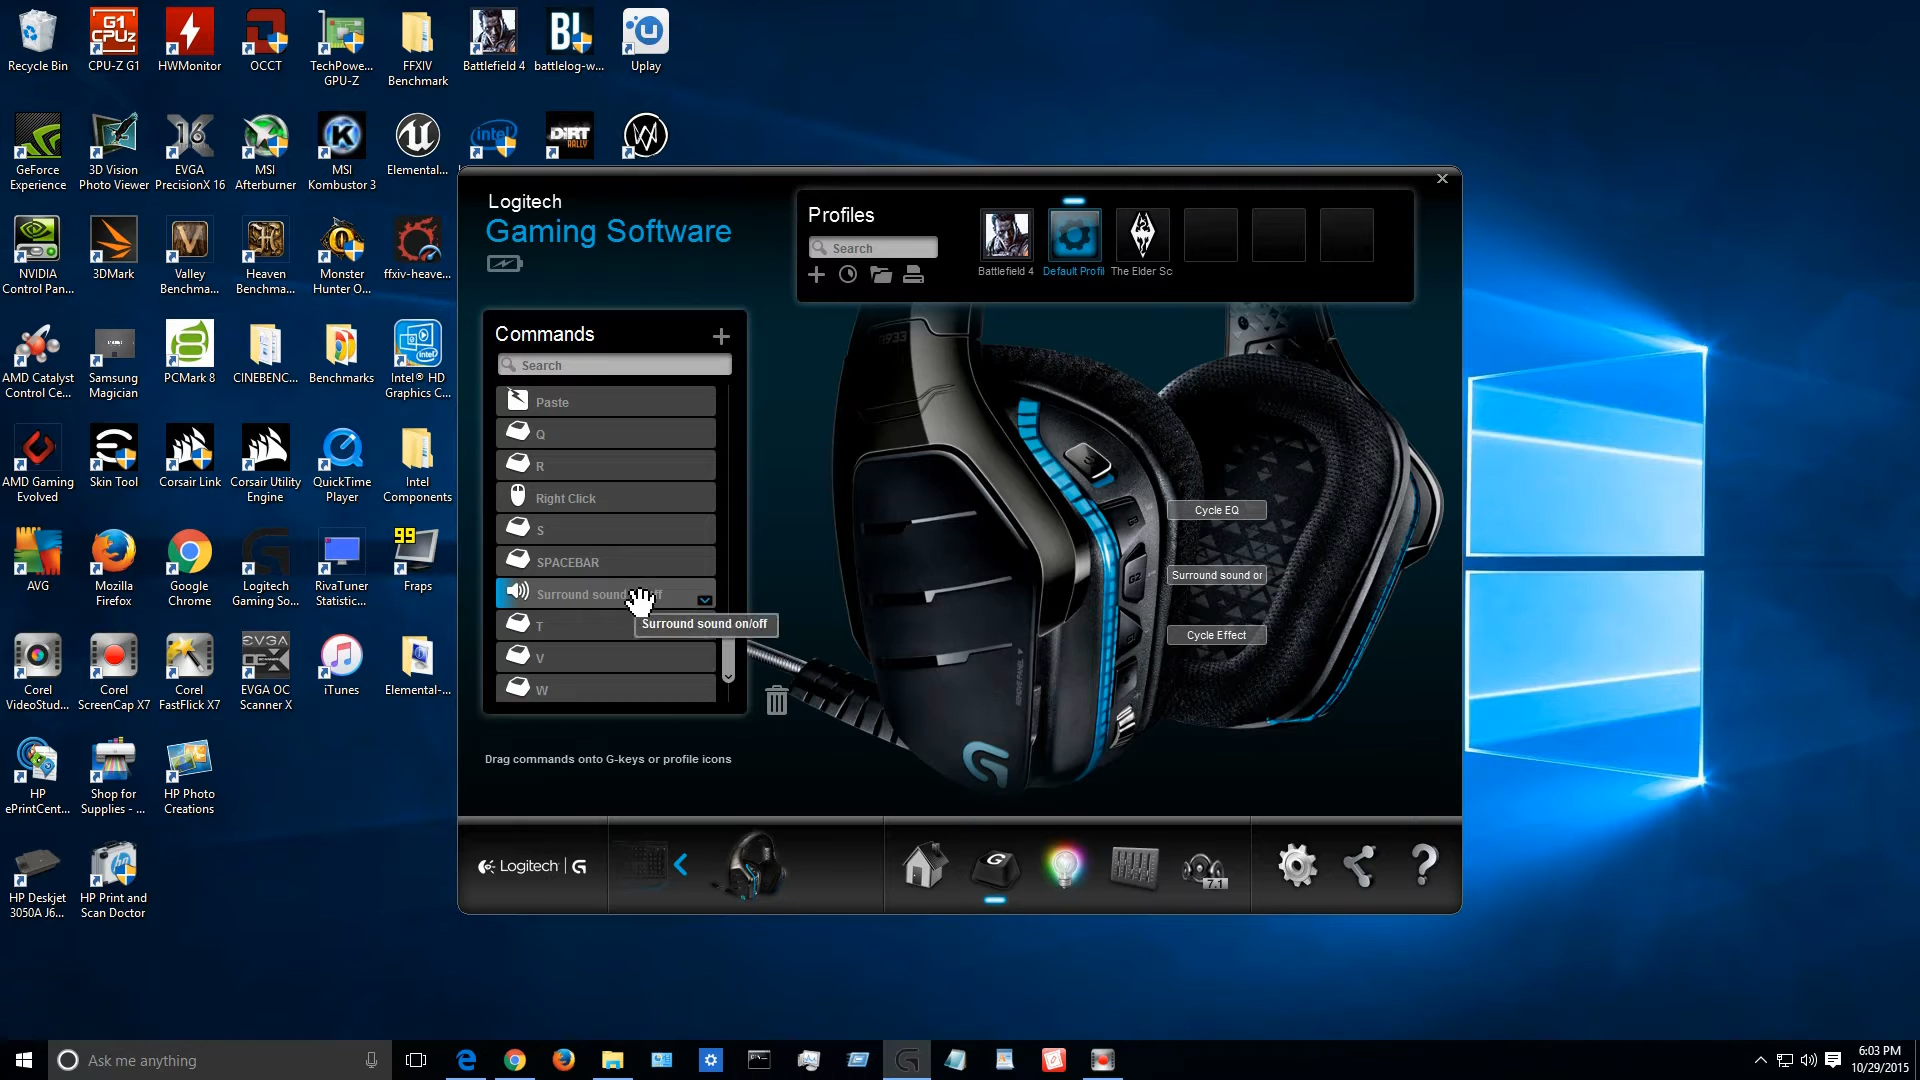 Recycle Bin
CPU-Z G1
HWMonitor
OCCT
TechPowe...
GPU-Z
FFXIV
Benchmark
Battlefield 4
battlelog-w...
Uplay
GeForce
Experience
3D Vision
Photo Viewer
EVGA
PrecisionX 16
MSI
Afterburner
MSI
Kombustor 3
Elemental...
NVIDIA
Control Pan...
3DMark
Valley
Benchma...
Heaven
Benchma...
Monster
Hunter O...
ffxiv-heave...
AMD Catalyst
Control Ce...
Samsung
Magician
PCMark 8
CINEBENC...
Benchmarks
Intel® HD
Graphics C...
AMD Gaming
Evolved
Skin Tool
Corsair Link
Corsair Utility
Engine
QuickTime
Player
Intel
Components
AVG
Mozilla
Firefox
Google
Chrome
Logitech
Gaming So...
RivaTuner
Statistic...
Fraps
Corel
VideoStud...
Corel
ScreenCap X7
Corel
FastFlick X7
EVGA OC
Scanner X
iTunes
Elemental-...
HP
ePrintCent...
Shop for
Supplies - ...
HP Photo
Creations
HP Deskjet
3050A J6...
HP Print and
Scan Doctor
Logitech
Gaming Software
Profiles
Search
Battlefield 4
Default Profil
The Elder Sc
Commands
Search
Paste
Q
R
Right Click
S
SPACEBAR
Surround sound
T
Surround sound on/off
V
W
Drag commands onto G-keys or profile icons
G933
G2
Cycle EQ
Surround sound or
Cycle Effect
Logitech | G
7.1
Ask me anything
6:03 PM
10/29/2015